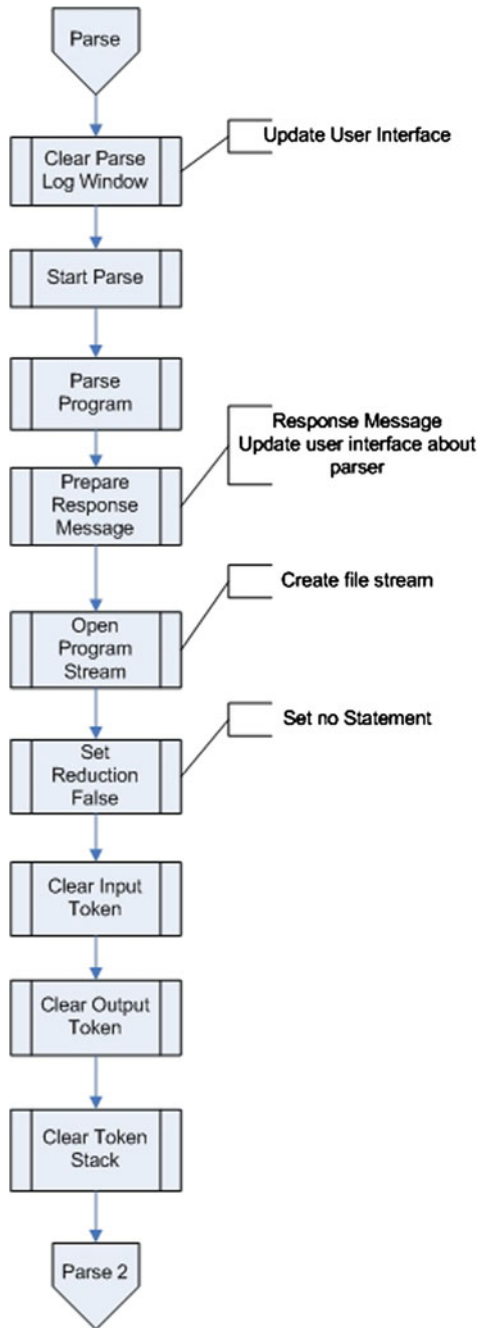 Parse
Clear Parse
Log Window
Update User Interface
Start Parse
Parse
Program
Prepare
Response
Message
Response Message
Update user interface about
parser
Open
Program
Stream
Create file stream
Set
Reduction
False
Set no Statement
Clear Input
Token
Clear Output
Token
Clear Token
Stack
Parse 2